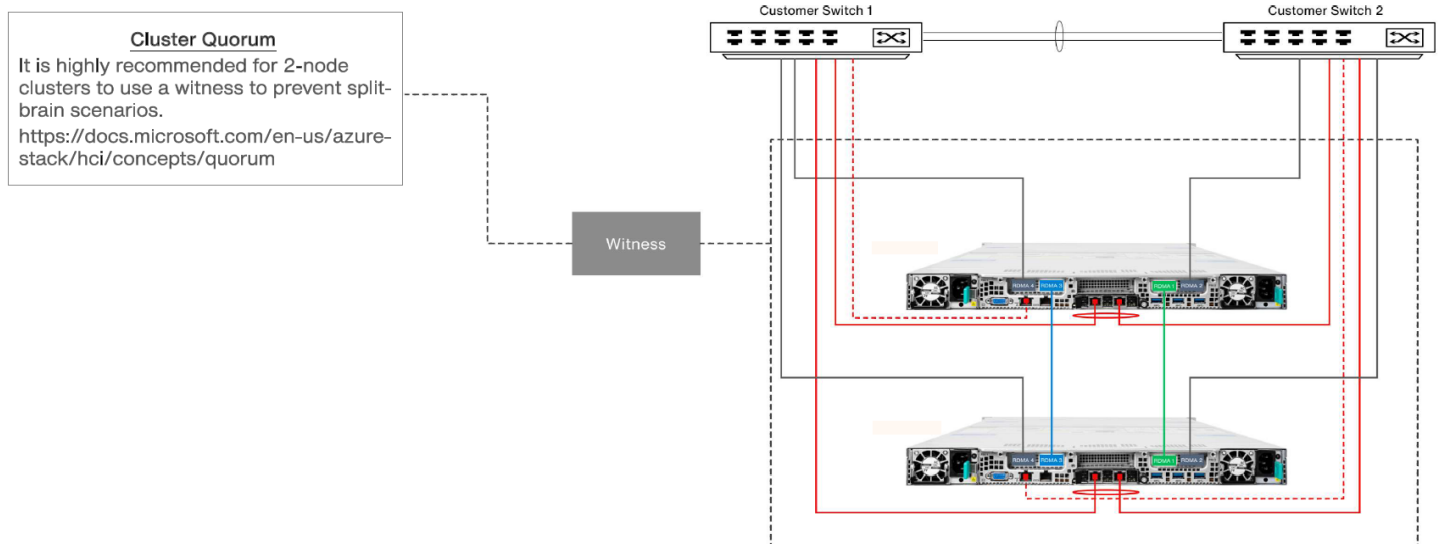 Customer Switch 1
Customer Switch 2
Cluster Quorum
It is highly recommended for 2-node
clusters to use a witness to prevent split-
brain scenarios.
https://docs.microsoft.com/en-us/azure-
stack/hci/concepts/quorum
Witness
RDMA 4
RDMA 3
RDMA 1
RDMA 2
RDMA 4
RDMA 3
RDMA 1
RDMA 2